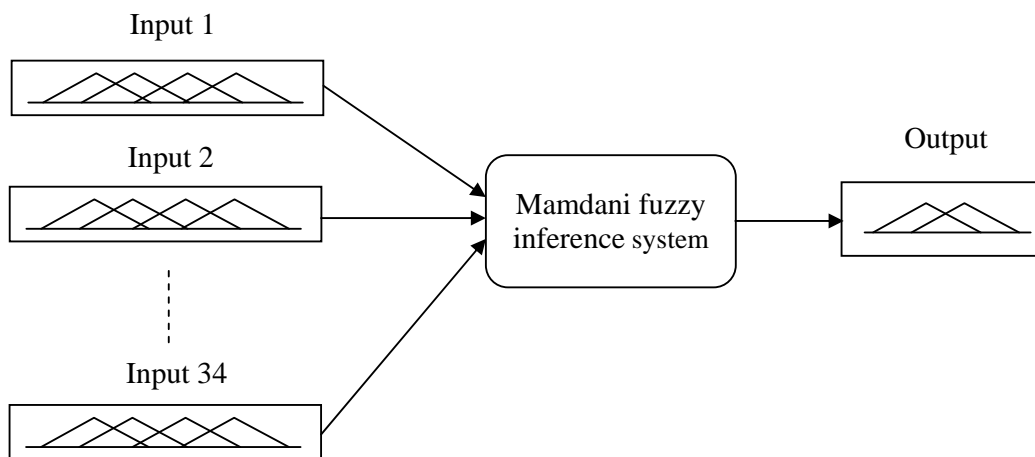 Input 1
Input 2
Input 34
Mamdani fuzzy
inference system
Output